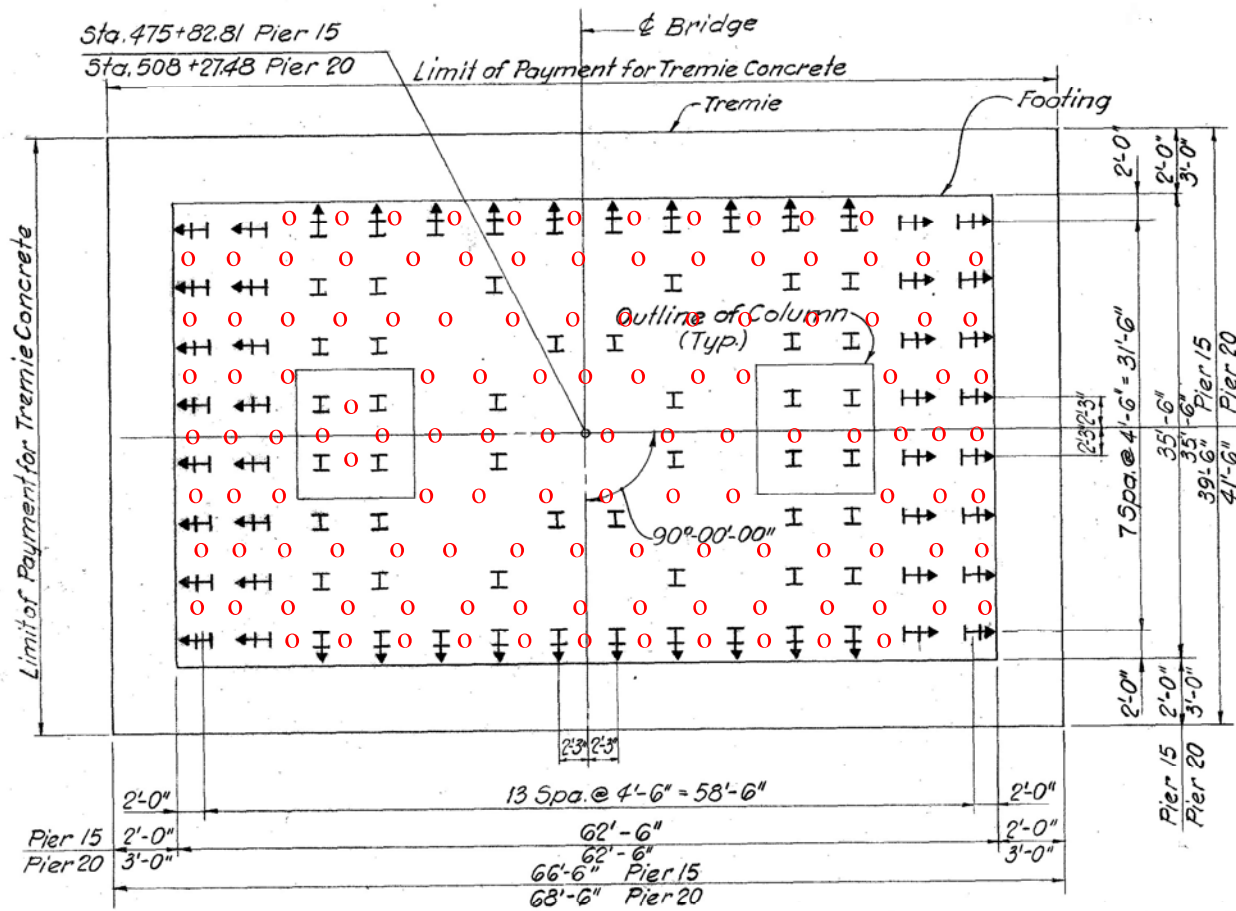 Sta. 475+82.81 Pier 15
Sta. 508+27.48 Pier 20
℄ Bridge
Limit of Payment for Tremie Concrete
Tremie
Footing
Limit of Payment for Tremie Concrete
Outline of Column
(Typ.)
90°-00'-00"
2'-0"
2'-0"
3'-0"
7 Spa. @ 4'-6" = 31'-6"
2'-3"
2'-3"
35'-6"
35'-6"
39'-6" Pier 15
41'-6" Pier 20
2'-0"
2'-0"
3'-0"
Pier 15
Pier 20
2'-3"
2'-3"
2'-0"
13 Spa. @ 4'-6" = 58'-6"
2'-0"
Pier 15 2'-0"
62'-6"
2'-0"
Pier 20 3'-0"
62'-6"
3'-0"
66'-6" Pier 15
68'-6" Pier 20